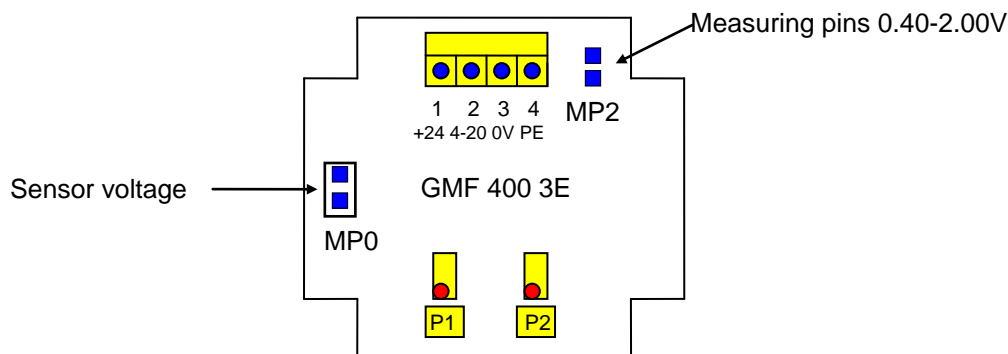 Measuring pins 0.40-2.00V
1 2 3 4
MP2
+24 4-20 0V PE
Sensor voltage
GMF 400 3E
MP0
P1 P2